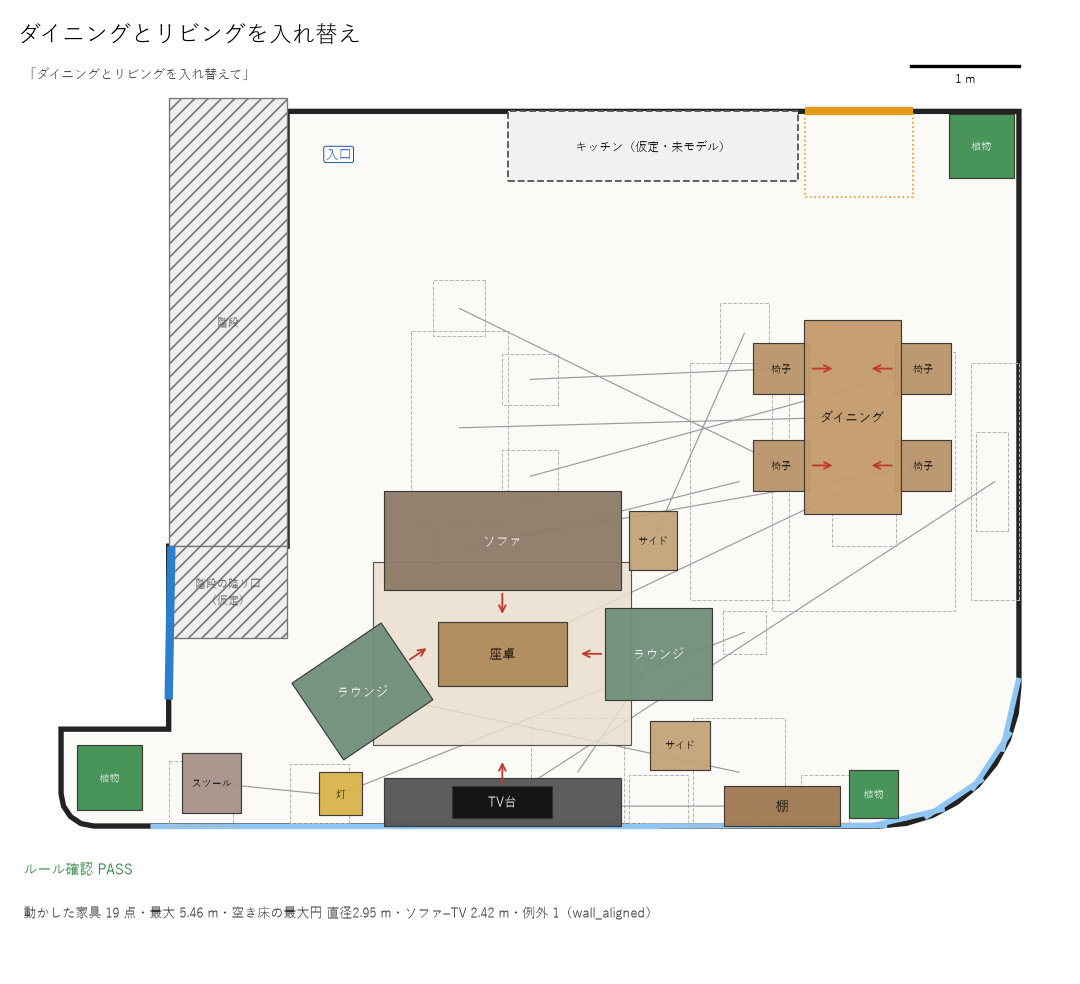 ダイニングとリビングを入れ替え
「ダイニングとリビングを入れ替えて」
1 m
入口
キッチン（仮定・未モデル）
植物
階段
椅子
椅子
ダイニング
椅子
椅子
ソファ
サイド
階段の降り口
（仮定）
座卓
ラウンジ
ラウンジ
サイド
植物
スツール
灯
TV台
棚
植物
ルール確認 PASS
動かした家具 19 点・最大 5.46 m・空き床の最大円 直径2.95 m・ソファ–TV 2.42 m・例外 1（wall_aligned）